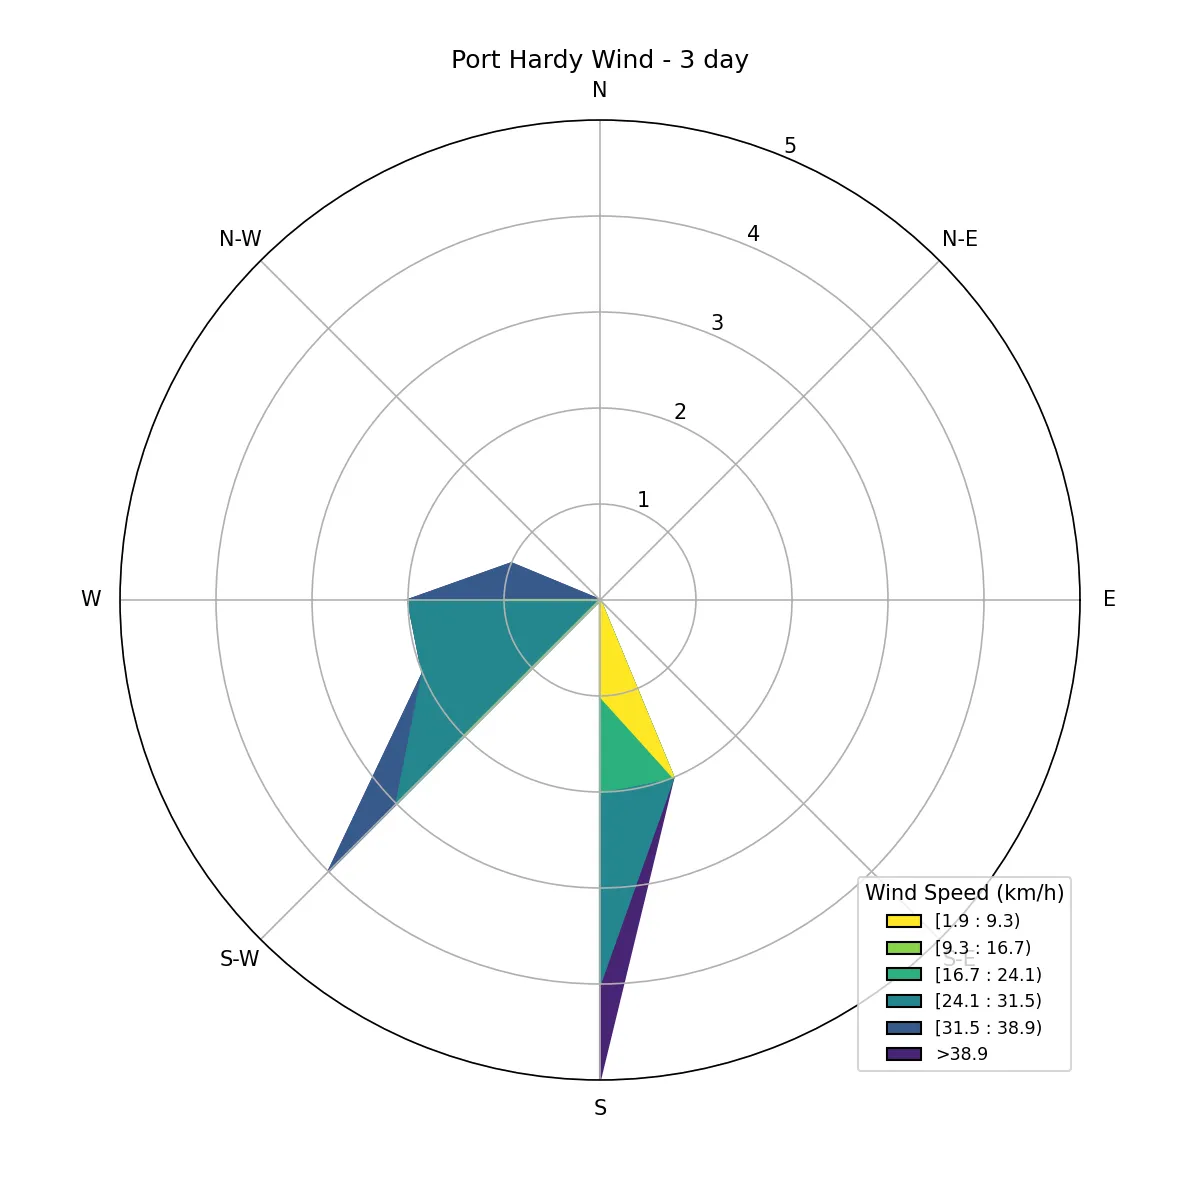 Port Hardy Wind - 3 day
N
5
N-W
4
N-E
3
2
1
W
E
S-W
S-E
S
Wind Speed (km/h)
[1.9 : 9.3)
[9.3 : 16.7)
[16.7 : 24.1)
[24.1 : 31.5)
[31.5 : 38.9)
>38.9